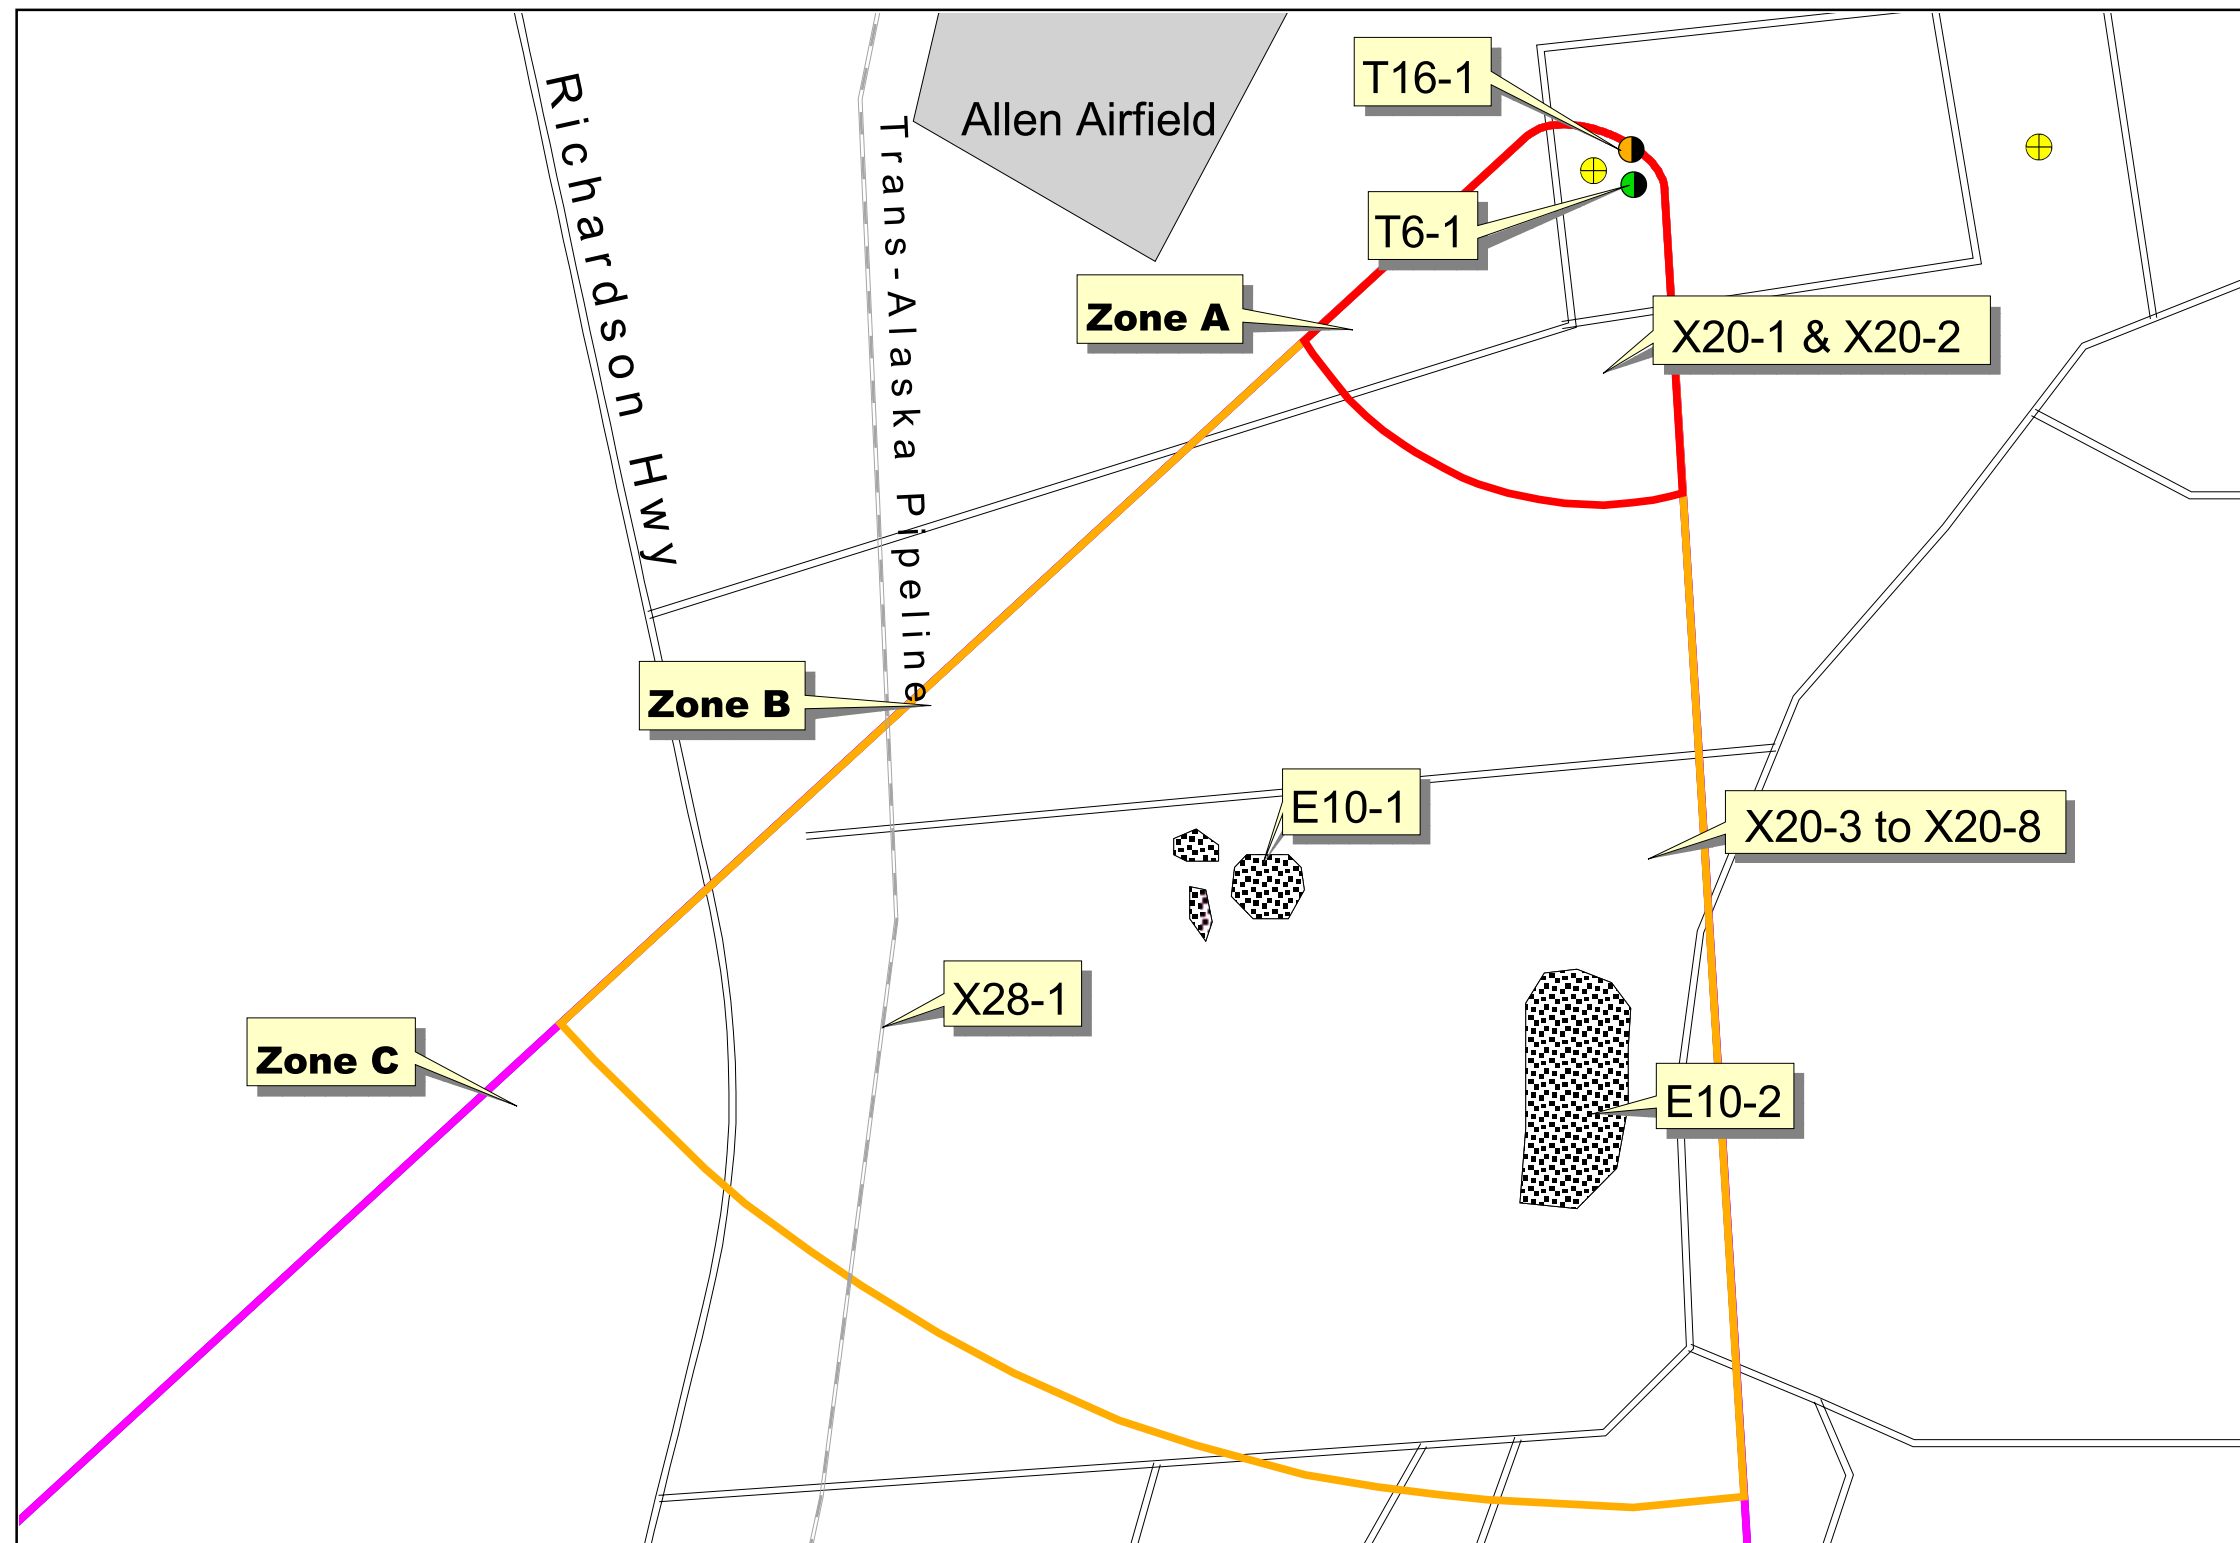 T16-1
Richardson Hwy
Allen Airfield
Trans-Alaska Pipeline
T6-1
Zone A
X20-1 & X20-2
Zone B
E10-1
X20-3 to X20-8
X28-1
Zone C
E10-2